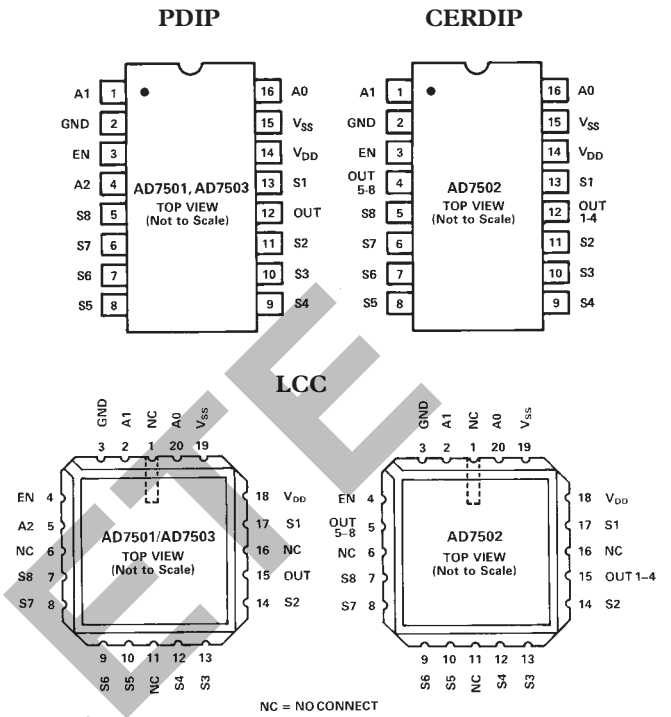 PDIP
CERDIP
A1 1 16 A0
GND 2 15 VSS
EN 3 14 VDD
A2 4 13 S1
S8 5 12 OUT
S7 6 11 S2
S6 7 10 S3
S5 8 9 S4
AD7501, AD7503
TOP VIEW
(Not to Scale)
A1 1 16 A0
GND 2 15 VSS
EN 3 14 VDD
OUT
5-8 4 13 S1
S8 5 12 OUT
1-4
S7 6 11 S2
S6 7 10 S3
S5 8 9 S4
AD7502
TOP VIEW
(Not to Scale)
LCC
GND A1 NC A0 VSS
3 2 1 20 19
EN 4 18 VDD
A2 5 17 S1
NC 6 16 NC
S8 7 15 OUT
S7 8 14 S2
AD7501/AD7503
TOP VIEW
(Not to Scale)
9 10 11 12 13
S6 S5 NC S4 S3
GND A1 NC A0 VSS
3 2 1 20 19
EN 4 18 VDD
OUT
5–8 5 17 S1
NC 6 16 NC
S8 7 15 OUT 1–4
S7 8 14 S2
AD7502
TOP VIEW
(Not to Scale)
9 10 11 12 13
S6 S5 NC S4 S3
NC = NO CONNECT
ETE